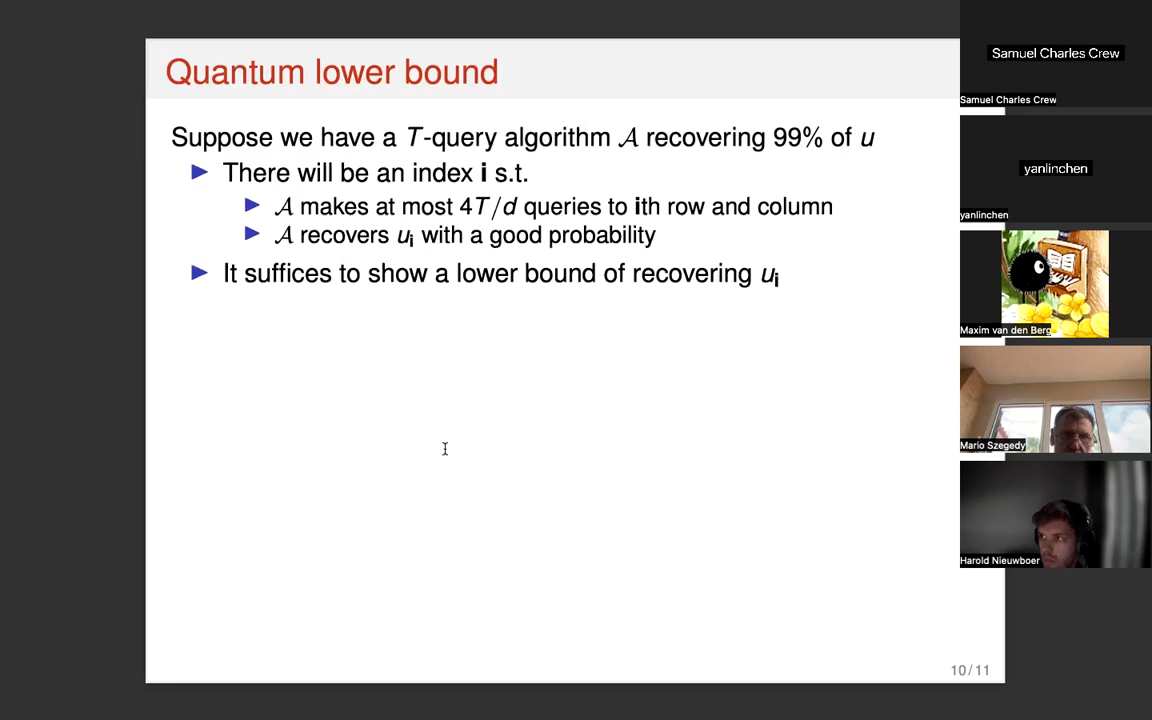 Quantum lower bound
Suppose we have a T-query algorithm 𝒜 recovering 99% of u
▶ There will be an index i s.t.
▶ 𝒜 makes at most 4T/d queries to ith row and column
▶ 𝒜 recovers uᵢ with a good probability
▶ It suffices to show a lower bound of recovering uᵢ
10/11
Samuel Charles Crew
Samuel Charles Crew
yanlinchen
yanlinchen
Maxim van den Berg
Mario Szegedy
Harold Nieuwboer